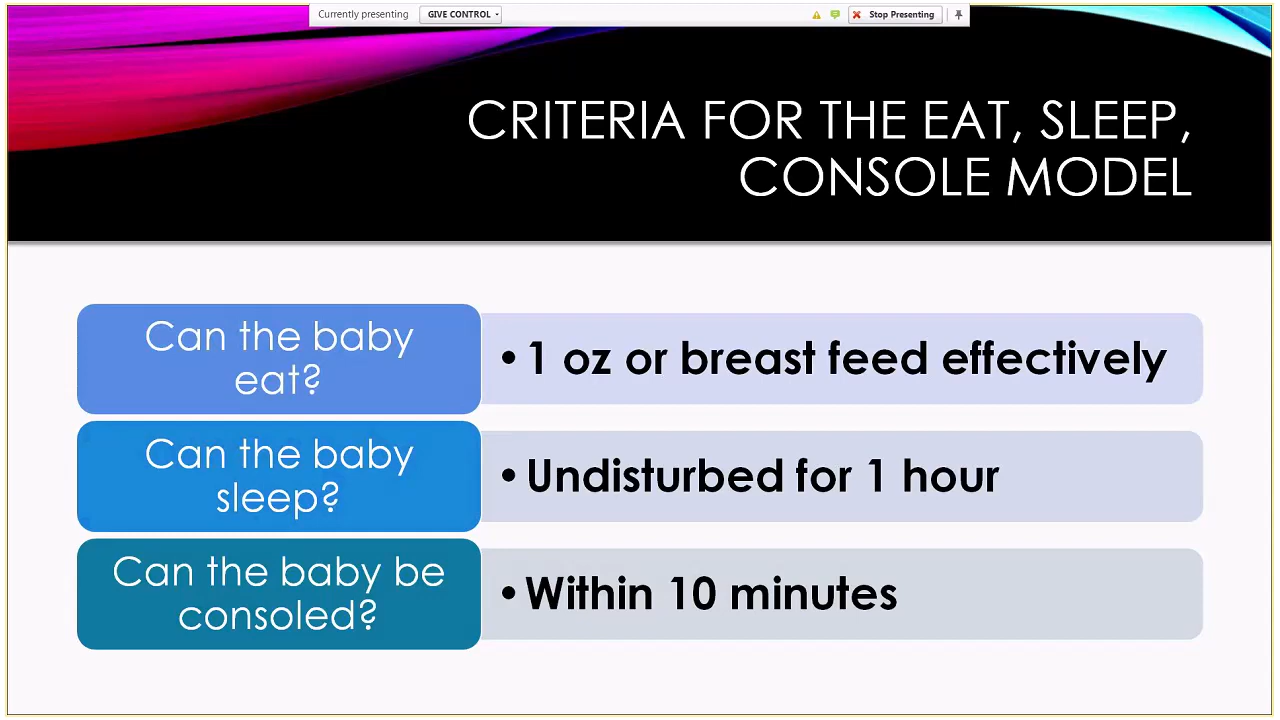 Currently presenting GIVE CONTROL Stop Presenting
CRITERIA FOR THE EAT, SLEEP,
CONSOLE MODEL
Can the baby
eat?
• 1 oz or breast feed effectively
Can the baby
sleep?
• Undisturbed for 1 hour
Can the baby be
consoled?
• Within 10 minutes